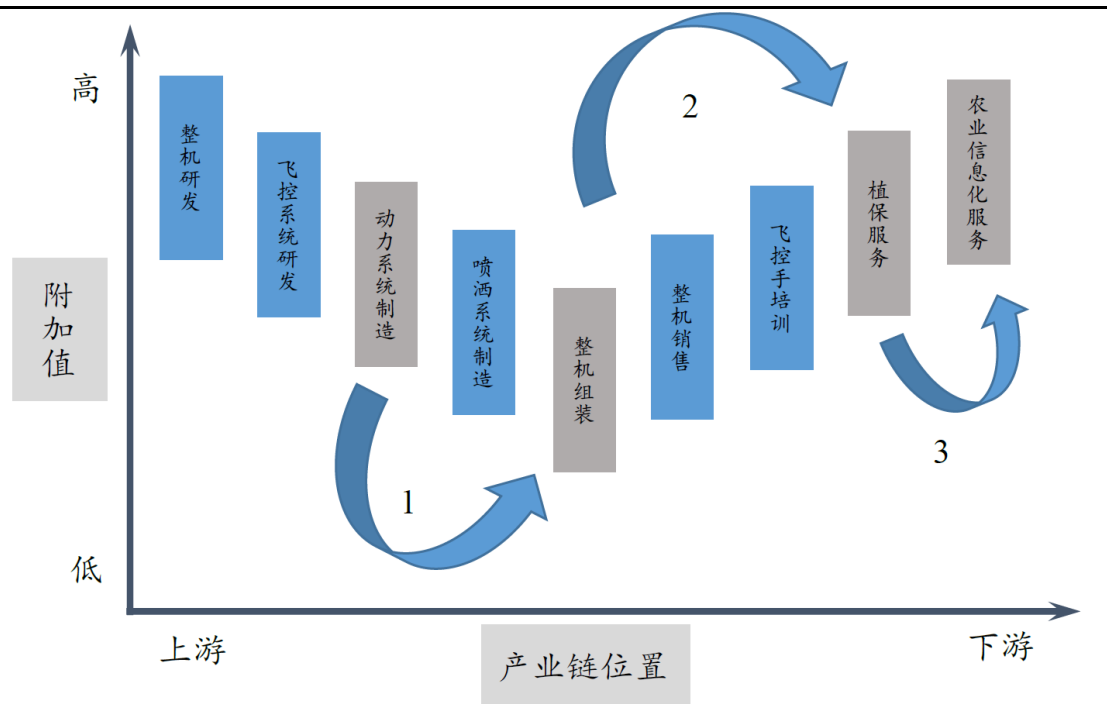 高
附加值
低
整机研发
飞控系统研发
动力系统制造
喷洒系统制造
整机组装
整机销售
飞控手培训
植保服务
农业信息化服务
1
2
3
上游
产业链位置
下游